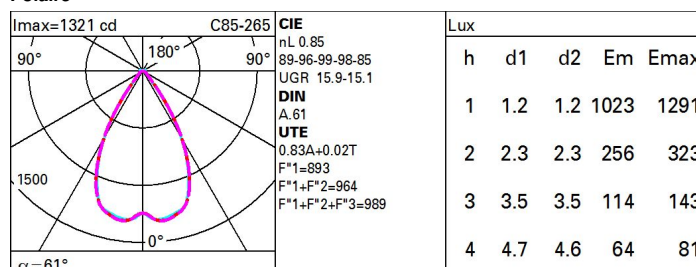 Imax=1321 cd C85-265
90° 180° 90°
1500
0°
α=61°
CIE
nL 0.85
89-96-99-98-85
UGR 15.9-15.1
DIN
A.61
UTE
0.83A+0.02T
F"1=893
F"1+F"2=964
F"1+F"2+F"3=989
Lux
h d1 d2 Em Emax
1 1.2 1.2 1023 1291
2 2.3 2.3 256 323
3 3.5 3.5 114 143
4 4.7 4.6 64 81